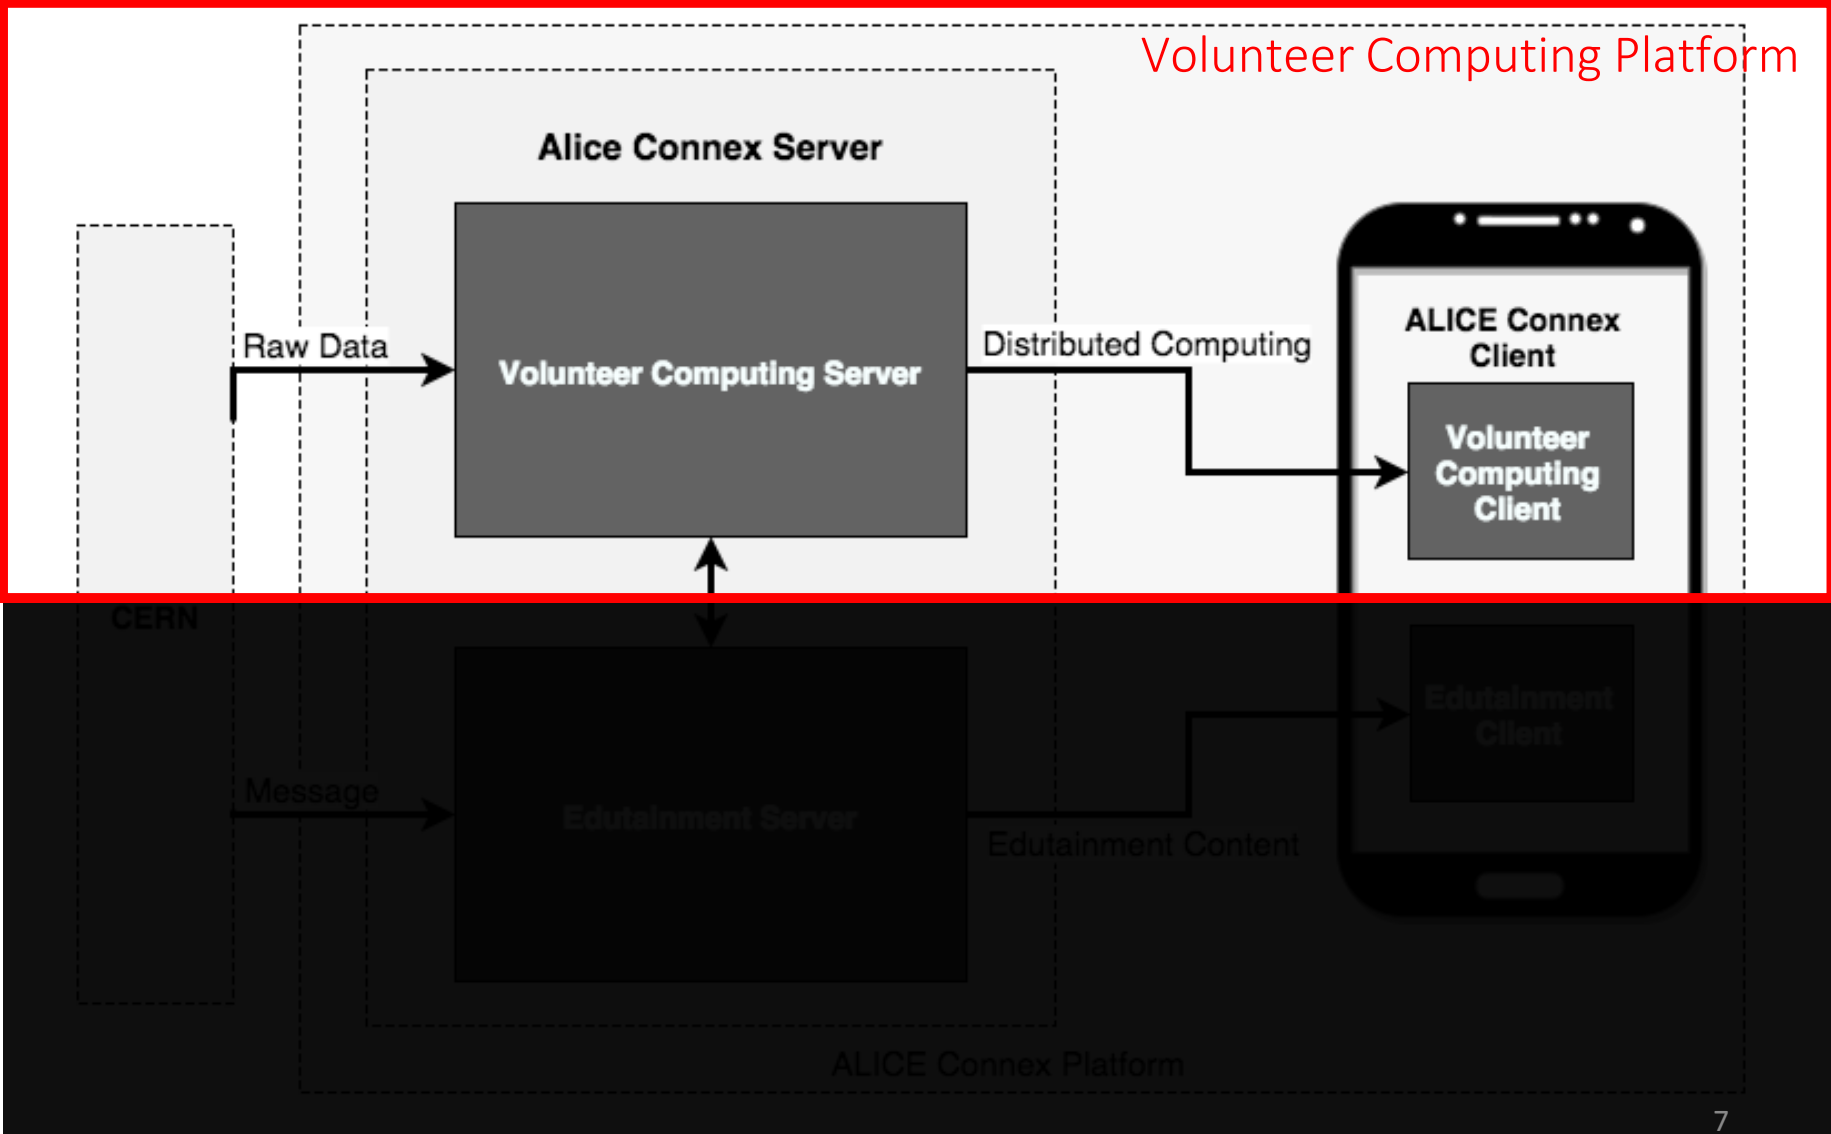 Volunteer Computing Platform
Alice Connex Server
Raw Data
Volunteer Computing Server
Distributed Computing
ALICE Connex
Client
Volunteer
Computing
Client
CERN
Message
Edutainment Server
Edutainment Content
Edutainment
Client
ALICE Connex Platform
7